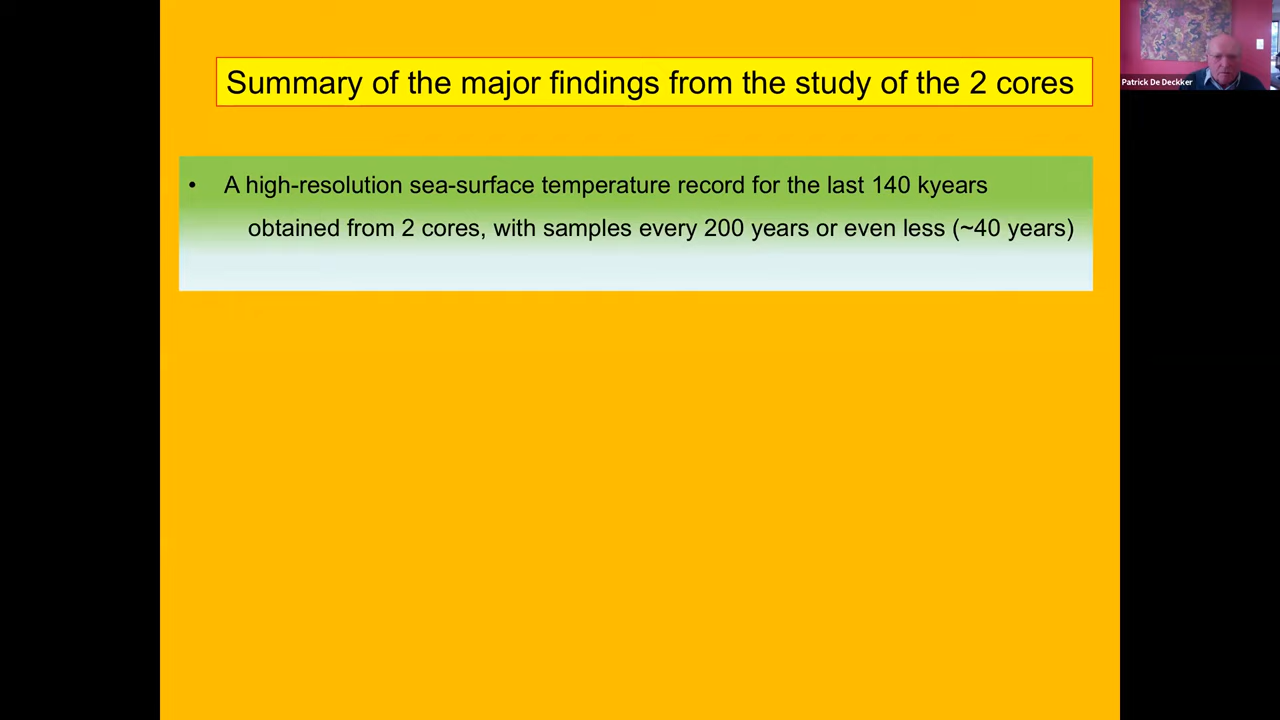 Summary of the major findings from the study of the 2 cores
Patrick De Deckker
• A high-resolution sea-surface temperature record for the last 140 kyears
obtained from 2 cores, with samples every 200 years or even less (~40 years)